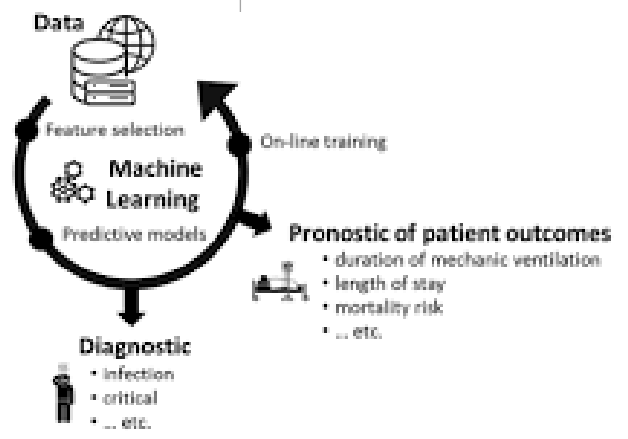 Data
Feature selection
On-line training
Machine
Learning
Predictive models
Pronostic of patient outcomes
• duration of mechanic ventilation
• length of stay
• mortality risk
• ... etc.
Diagnostic
• infection
• critical
• ... etc.